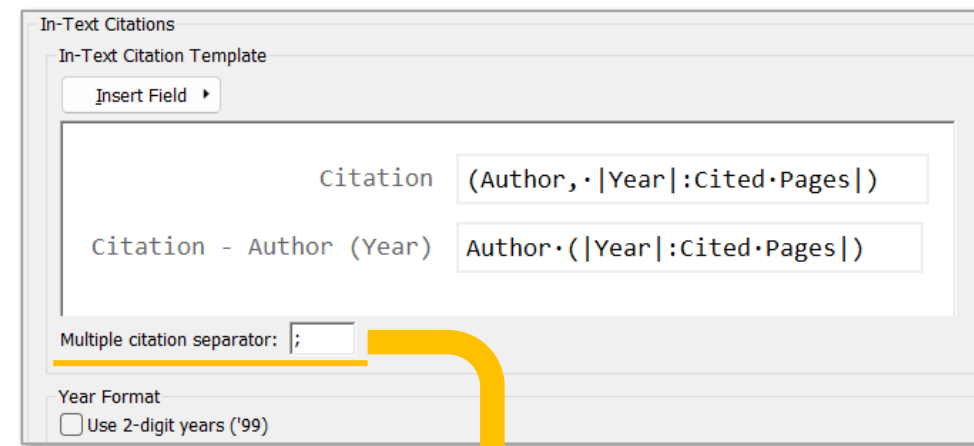 In-Text Citations
In-Text Citation Template
Insert Field
Citation (Author,·|Year|:Cited·Pages|)
Citation - Author (Year) Author·(|Year|:Cited·Pages|)
Multiple citation separator: ;
Year Format
Use 2-digit years ('99)